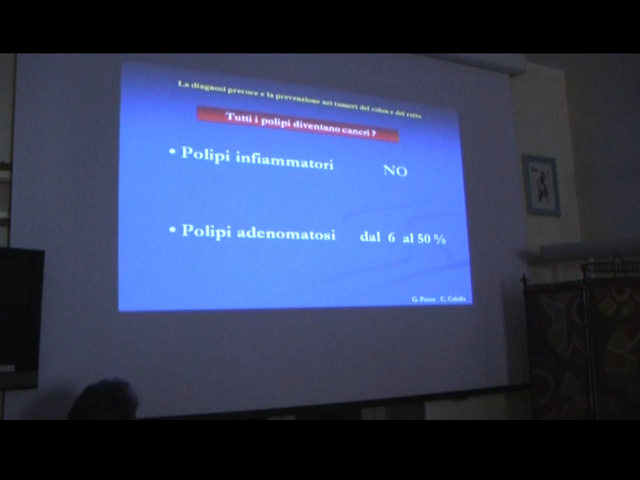 La diagnosi precoce e la prevenzione nei tumori del colon e del retto
Tutti i polipi diventano cancri ?
• Polipi infiammatori NO
• Polipi adenomatosi dal 6 al 50 %
G. C.